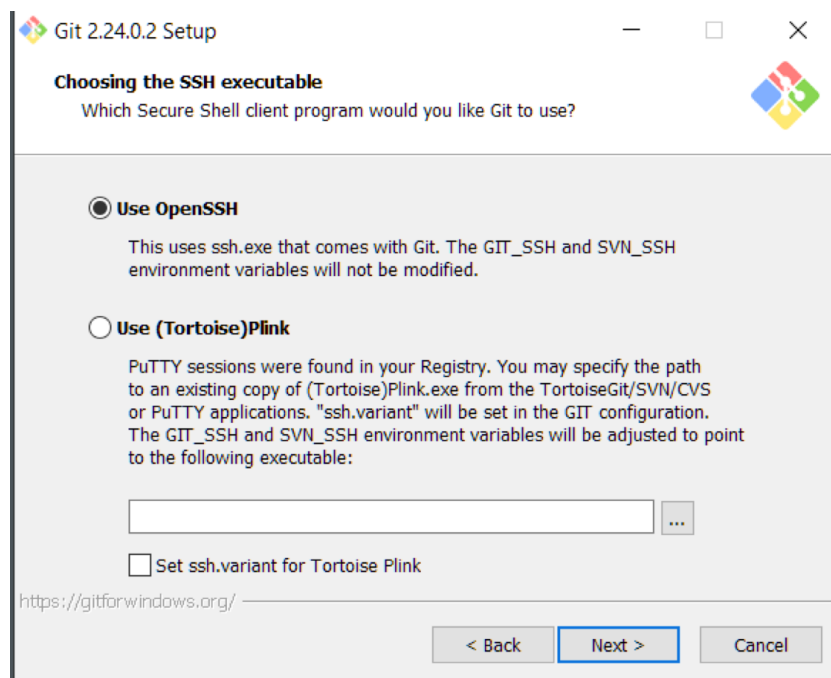 Git 2.24.0.2 Setup
Choosing the SSH executable
Which Secure Shell client program would you like Git to use?
Use OpenSSH
This uses ssh.exe that comes with Git. The GIT_SSH and SVN_SSH
environment variables will not be modified.
Use (Tortoise)Plink
PuTTY sessions were found in your Registry. You may specify the path
to an existing copy of (Tortoise)Plink.exe from the TortoiseGit/SVN/CVS
or PuTTY applications. "ssh.variant" will be set in the GIT configuration.
The GIT_SSH and SVN_SSH environment variables will be adjusted to point
to the following executable:
...
Set ssh.variant for Tortoise Plink
https://gitforwindows.org/
< Back Next > Cancel